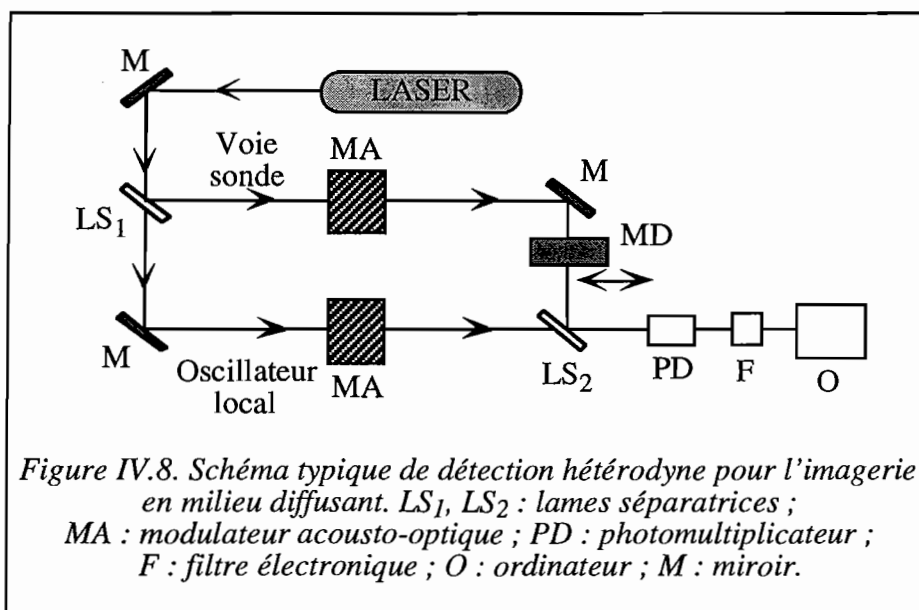 M
LASER
Voie
sonde
MA
M
LS1
MD
M
Oscillateur
local
MA
LS2
PD
F
O
Figure IV.8. Schéma typique de détection hétérodyne pour l'imagerie
en milieu diffusant. LS1, LS2 : lames séparatrices ;
MA : modulateur acousto-optique ; PD : photomultiplicateur ;
F : filtre électronique ; O : ordinateur ; M : miroir.